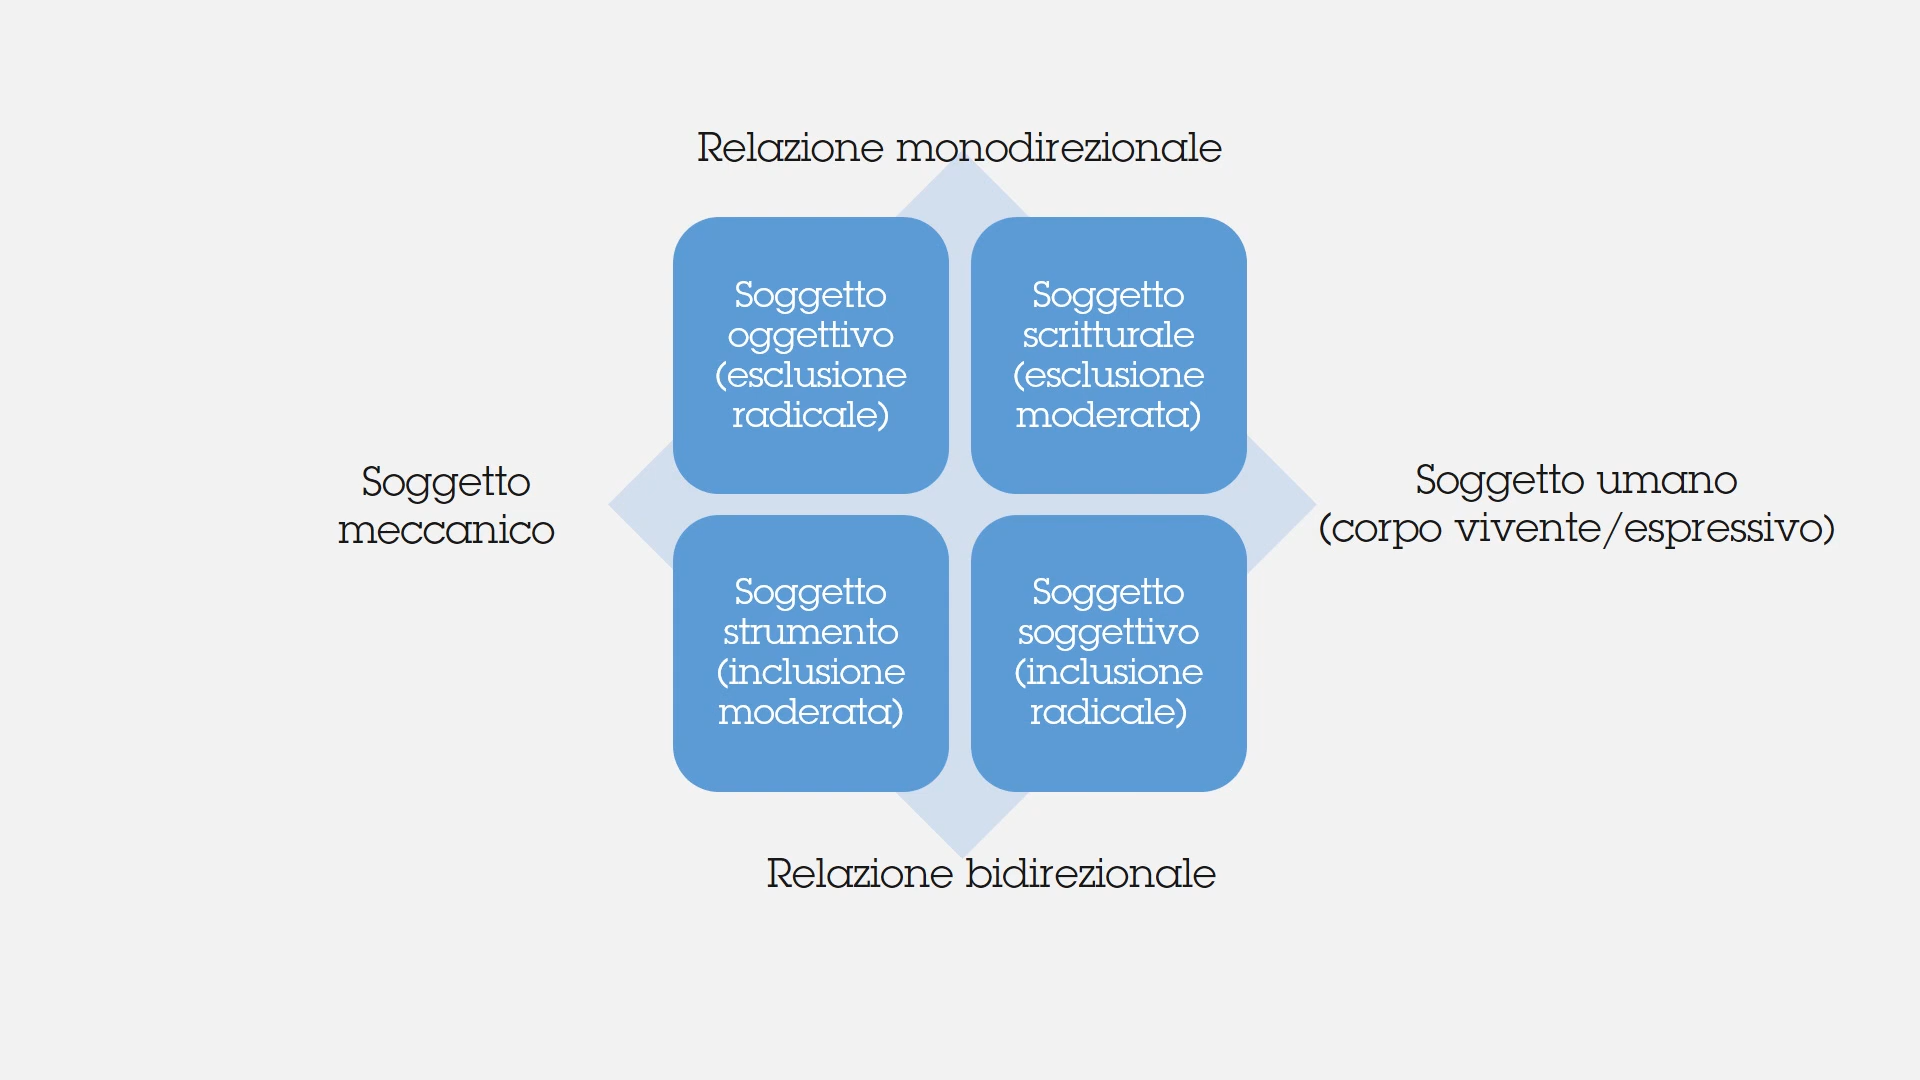 Relazione monodirezionale
Soggetto
oggettivo
(esclusione
radicale)
Soggetto
scritturale
(esclusione
moderata)
Soggetto
meccanico
Soggetto umano
(corpo vivente/espressivo)
Soggetto
strumento
(inclusione
moderata)
Soggetto
soggettivo
(inclusione
radicale)
Relazione bidirezionale